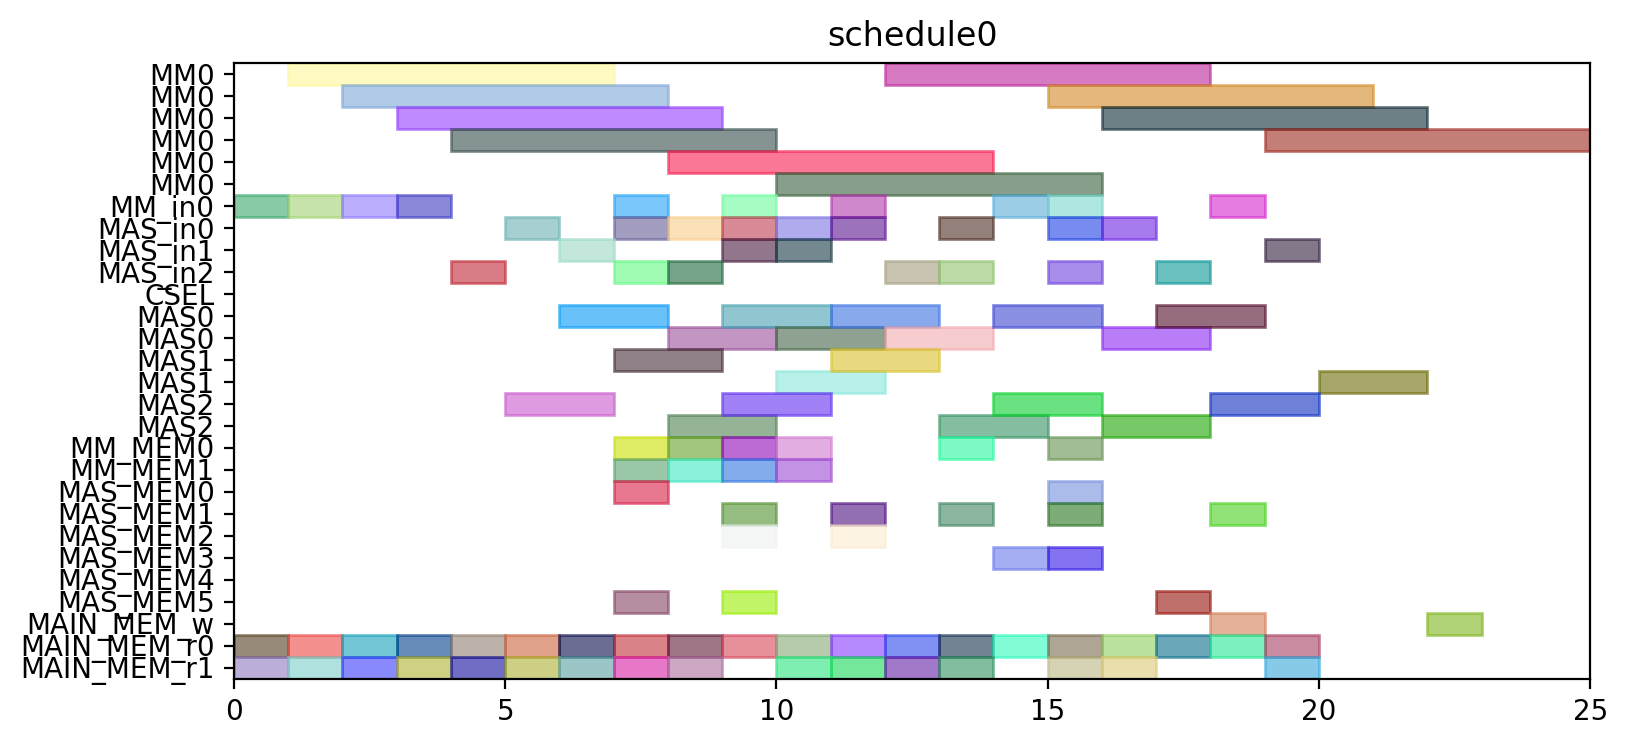 schedule0
MM0
MM0
MM0
MM0
MM0
MM0
MM_in0
MAS_in0
MAS_in1
MAS_in2
CSEL
MAS0
MAS0
MAS1
MAS1
MAS2
MAS2
MM_MEM0
MM_MEM1
MAS_MEM0
MAS_MEM1
MAS_MEM2
MAS_MEM3
MAS_MEM4
MAS_MEM5
MAIN_MEM_w
MAIN_MEM_r0
MAIN_MEM_r1
0 5 10 15 20 25